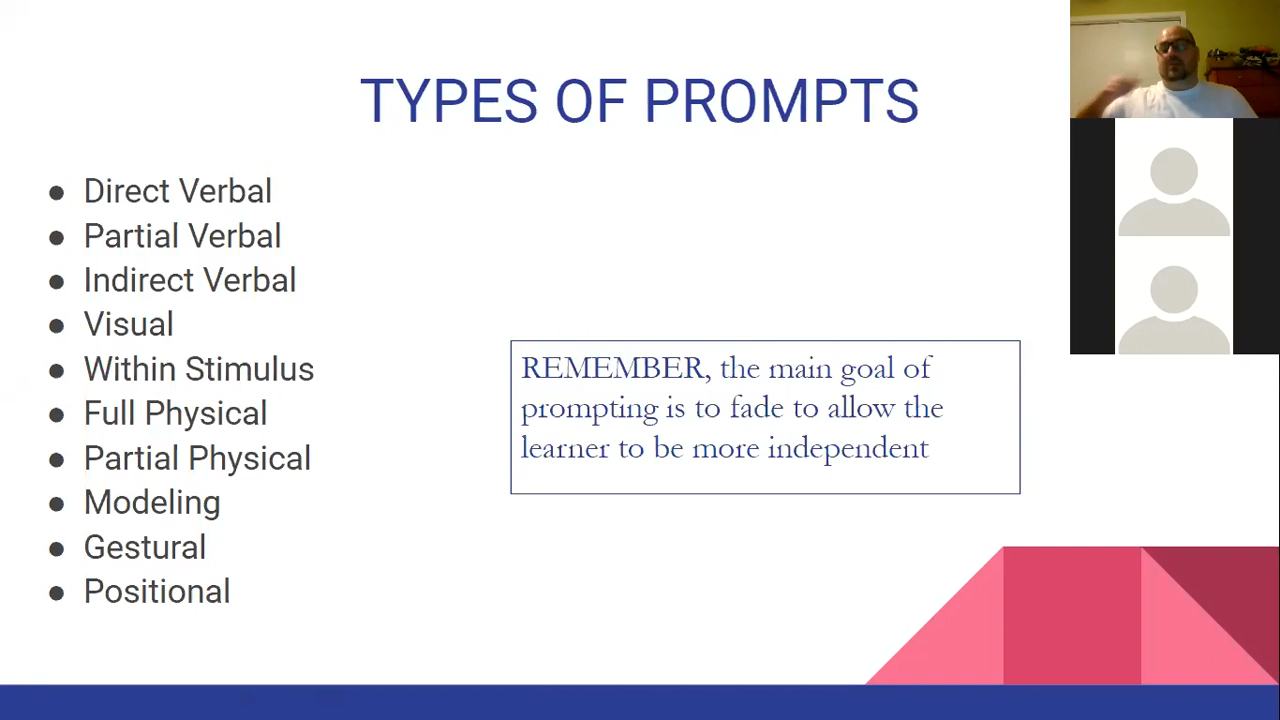 TYPES OF PROMPTS
● Direct Verbal
● Partial Verbal
● Indirect Verbal
● Visual
● Within Stimulus
● Full Physical
● Partial Physical
● Modeling
● Gestural
● Positional
REMEMBER, the main goal of
prompting is to fade to allow the
learner to be more independent